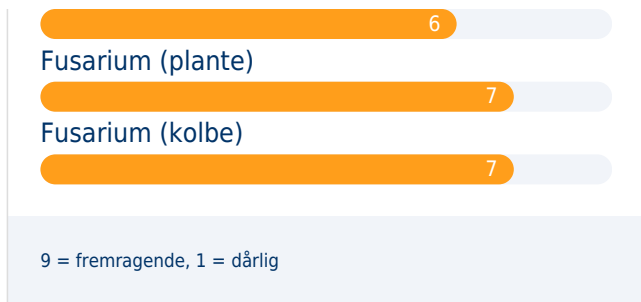 6
Fusarium (plante)
7
Fusarium (kolbe)
7
9 = fremragende, 1 = dårlig